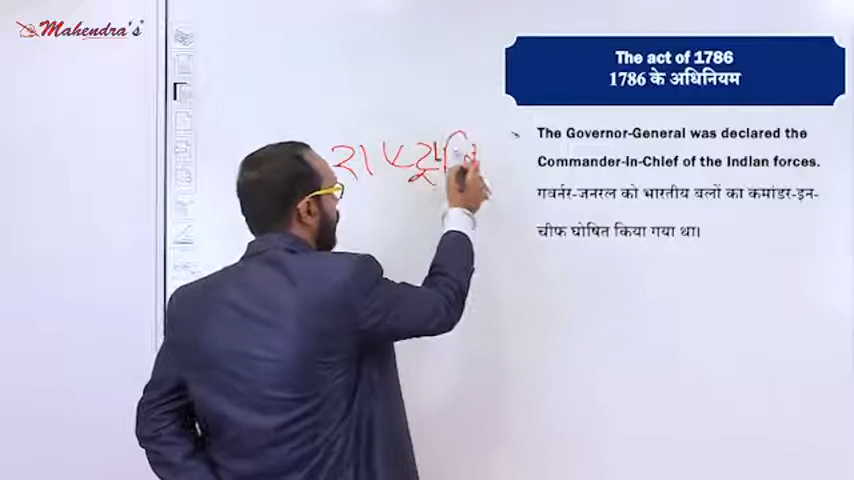 Mahendra's
The act of 1786
1786 के अधिनियम
The Governor-General was declared the
Commander-in-Chief of the Indian forces.
गवर्नर-जनरल को भारतीय बलों का कमांडर-इन-
चीफ घोषित किया गया था।